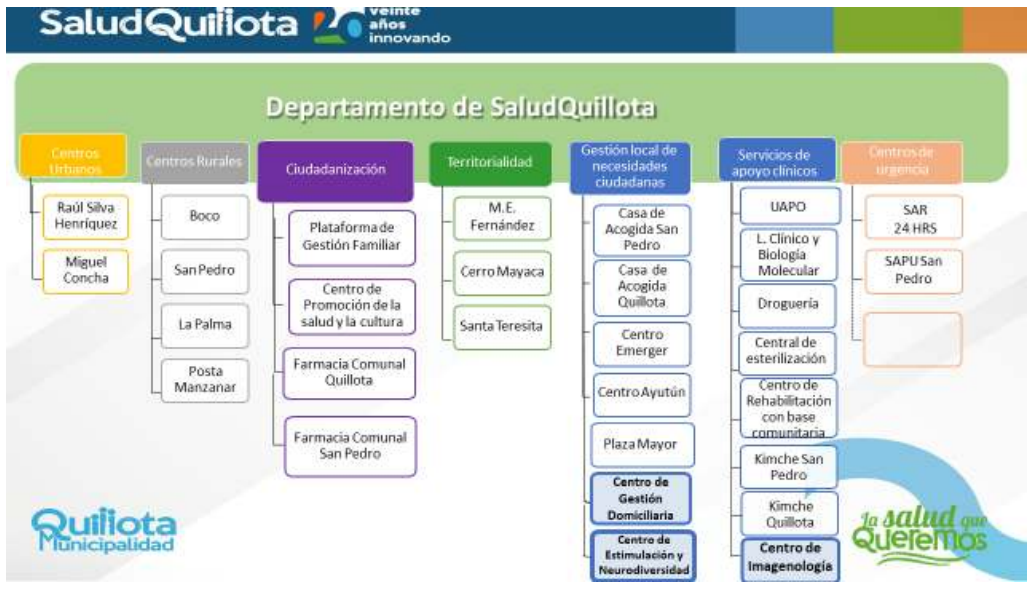 SaludQuillota
veinte
años
innovando
Departamento de SaludQuillota
Centros
Urbanos
Raúl Silva
Henríquez
Miguel
Concha
Centros Rurales
Boco
San Pedro
La Palma
Posta
Manzanar
Ciudadanización
Plataforma de
Gestión Familiar
Centro de
Promoción de la
salud y la cultura
Farmacia Comunal
Quillota
Farmacia Comunal
San Pedro
Territorialidad
M.E.
Fernández
Cerro Mayaca
Santa Teresita
Gestión local de
necesidades
ciudadanas
Casa de
Acogida San
Pedro
Casa de
Acogida
Quillota
Centro
Emerger
Centro Ayutún
Plaza Mayor
Centro de
Gestión
Domiciliaria
Centro de
Estimulación y
Neurodiversidad
Servicios de
apoyo clínicos
UAPO
L. Clínico y
Biología
Molecular
Droguería
Central de
esterilización
Centro de
Rehabilitación
con base
comunitaria
Kimche San
Pedro
Kimche
Quillota
Centro de
Imagenología
Centros de
urgencia
SAR
24 HRS
SAPU San
Pedro
Quillota
Municipalidad
la salud que
Queremos